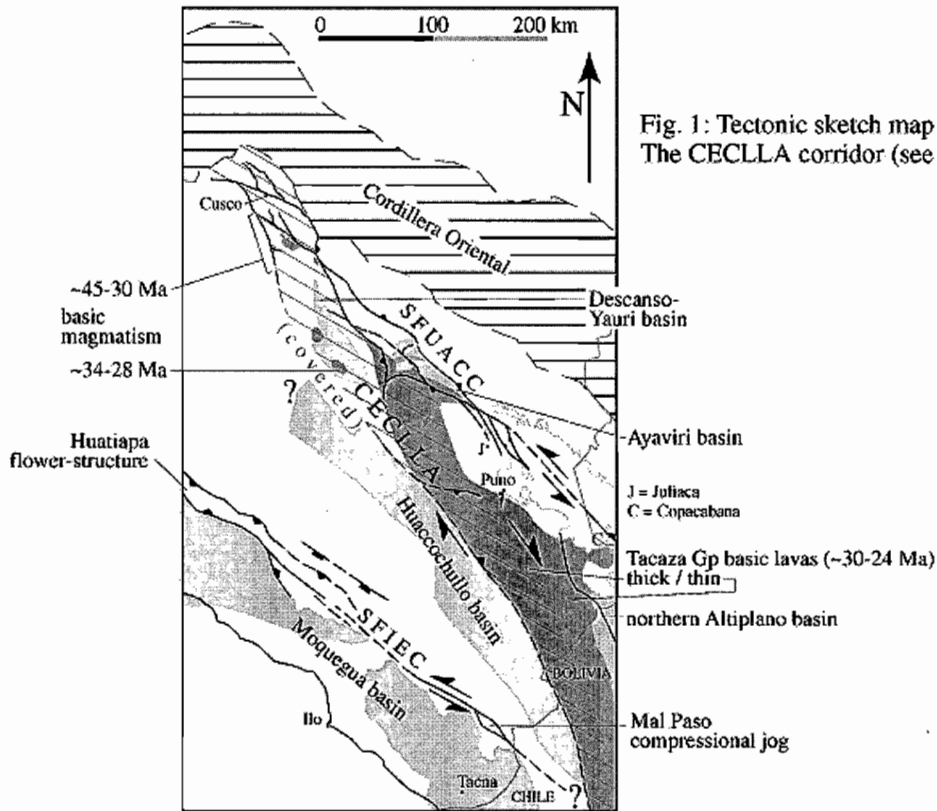 0 100 200 km
N
Fig. 1: Tectonic sketch map
The CECLLA corridor (see
Cusco
Cordillera Oriental
~45-30 Ma
basic
magmatism
~34-28 Ma
Descanso-
Yauri basin
SFUACC
(covered)
?
CECLLA
Huatiapa
flower-structure
Ayaviri basin
J
Puno
J = Juliaca
C = Copacabana
C
Huaccochullo basin
Tacaza Gp basic lavas (~30-24 Ma)
thick / thin
northern Altiplano basin
SFIEC
Moquegua basin
BOLIVIA
Ilo
Mal Paso
compressional jog
Tacna
CHILE
?